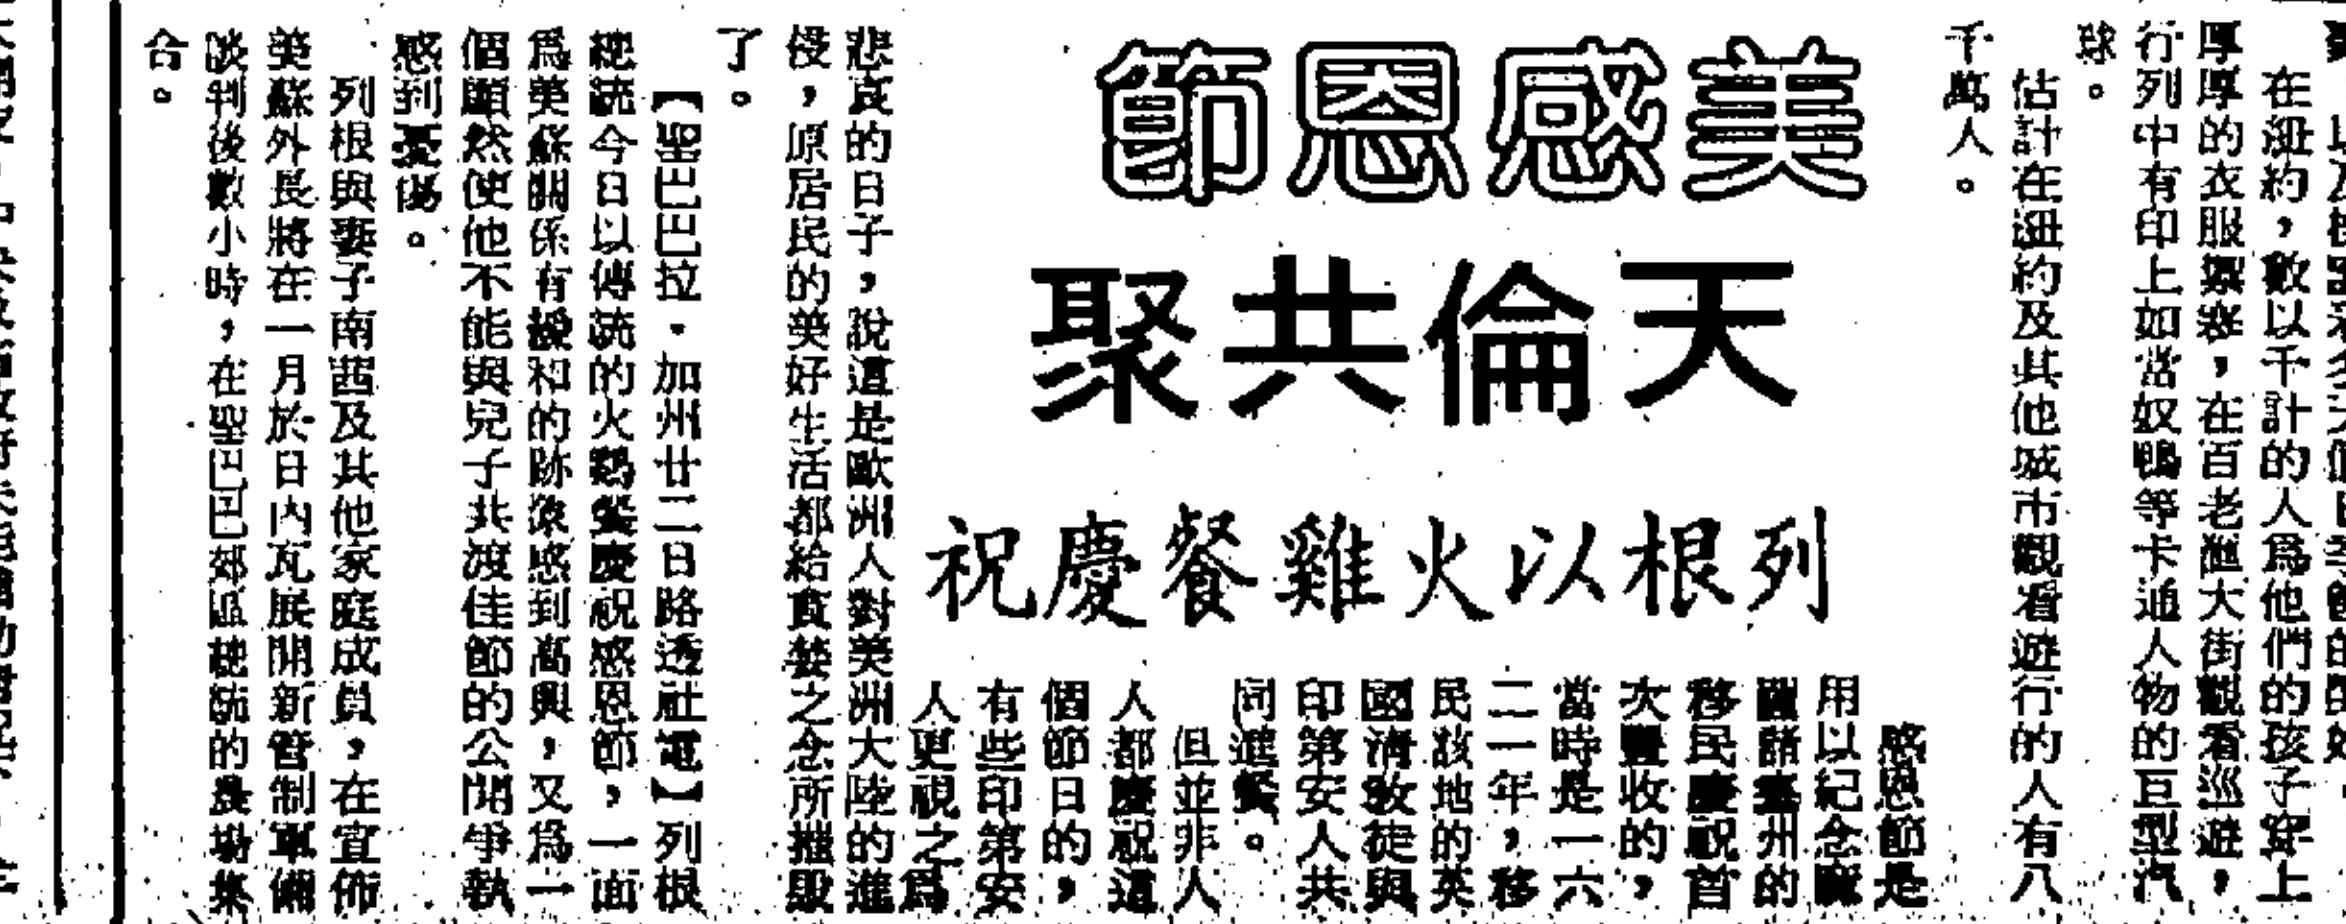 在紐約,數以千計的人爲他們的孩子穿上
厚厚的衣服禦寒,在百老滙大街觀看巡遊,
行列中有印上如當奴鴨等卡通人物的巨型汽
球。
估計在紐約及其他城市觀看遊行的人有八
千萬人。
美感恩節
天倫共聚
列根以火雞餐慶祝
感恩節是
用以紀念
州的
移民慶祝首
次豐收的,
當時是一六
二一年,移
民該地的英
國清教徒與
印第安人共
同進餐。
但並非人
人都慶祝這
個節日的,
有些印第安
人更視之爲
悲哀的日子,說這是歐洲人對美洲大陸的進
侵,原居民的美好生活都給貪婪之念所摧毀
了。
【聖巴巴拉.加州廿二日路透社電】列根
總統今日以傳統的火鷄餐慶祝感恩節,一面
爲美蘇關係有緩和的跡象感到高興,又爲一
個顯然使他不能與兒子共渡佳節的公開爭執
感到憂傷。
列根與妻子南茜及其他家庭成員,在宣佈
美蘇外長將在一月於日內瓦展開新管制軍備
談判後數小時,在聖巴巴郊區總統的農場集
合。